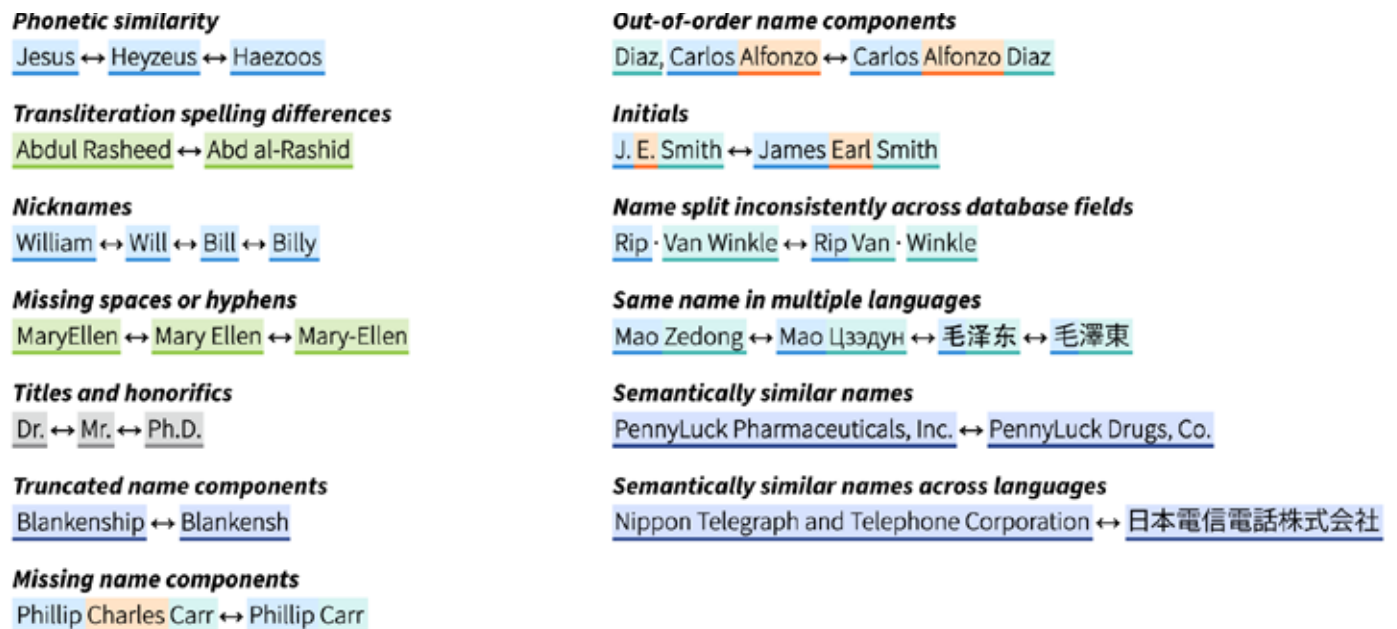 Phonetic similarity
Jesus ↔ Heyzeus ↔ Haezoos
Transliteration spelling differences
Abdul Rasheed ↔ Abd al-Rashid
Nicknames
William ↔ Will ↔ Bill ↔ Billy
Missing spaces or hyphens
MaryEllen ↔ Mary Ellen ↔ Mary-Ellen
Titles and honorifics
Dr. ↔ Mr. ↔ Ph.D.
Truncated name components
Blankenship ↔ Blankensh
Missing name components
Phillip Charles Carr ↔ Phillip Carr
Out-of-order name components
Diaz, Carlos Alfonzo ↔ Carlos Alfonzo Diaz
Initials
J. E. Smith ↔ James Earl Smith
Name split inconsistently across database fields
Rip · Van Winkle ↔ Rip Van · Winkle
Same name in multiple languages
Mao Zedong ↔ Мао Цзэдун ↔ 毛泽东 ↔ 毛澤東
Semantically similar names
PennyLuck Pharmaceuticals, Inc. ↔ PennyLuck Drugs, Co.
Semantically similar names across languages
Nippon Telegraph and Telephone Corporation ↔ 日本電信電話株式会社